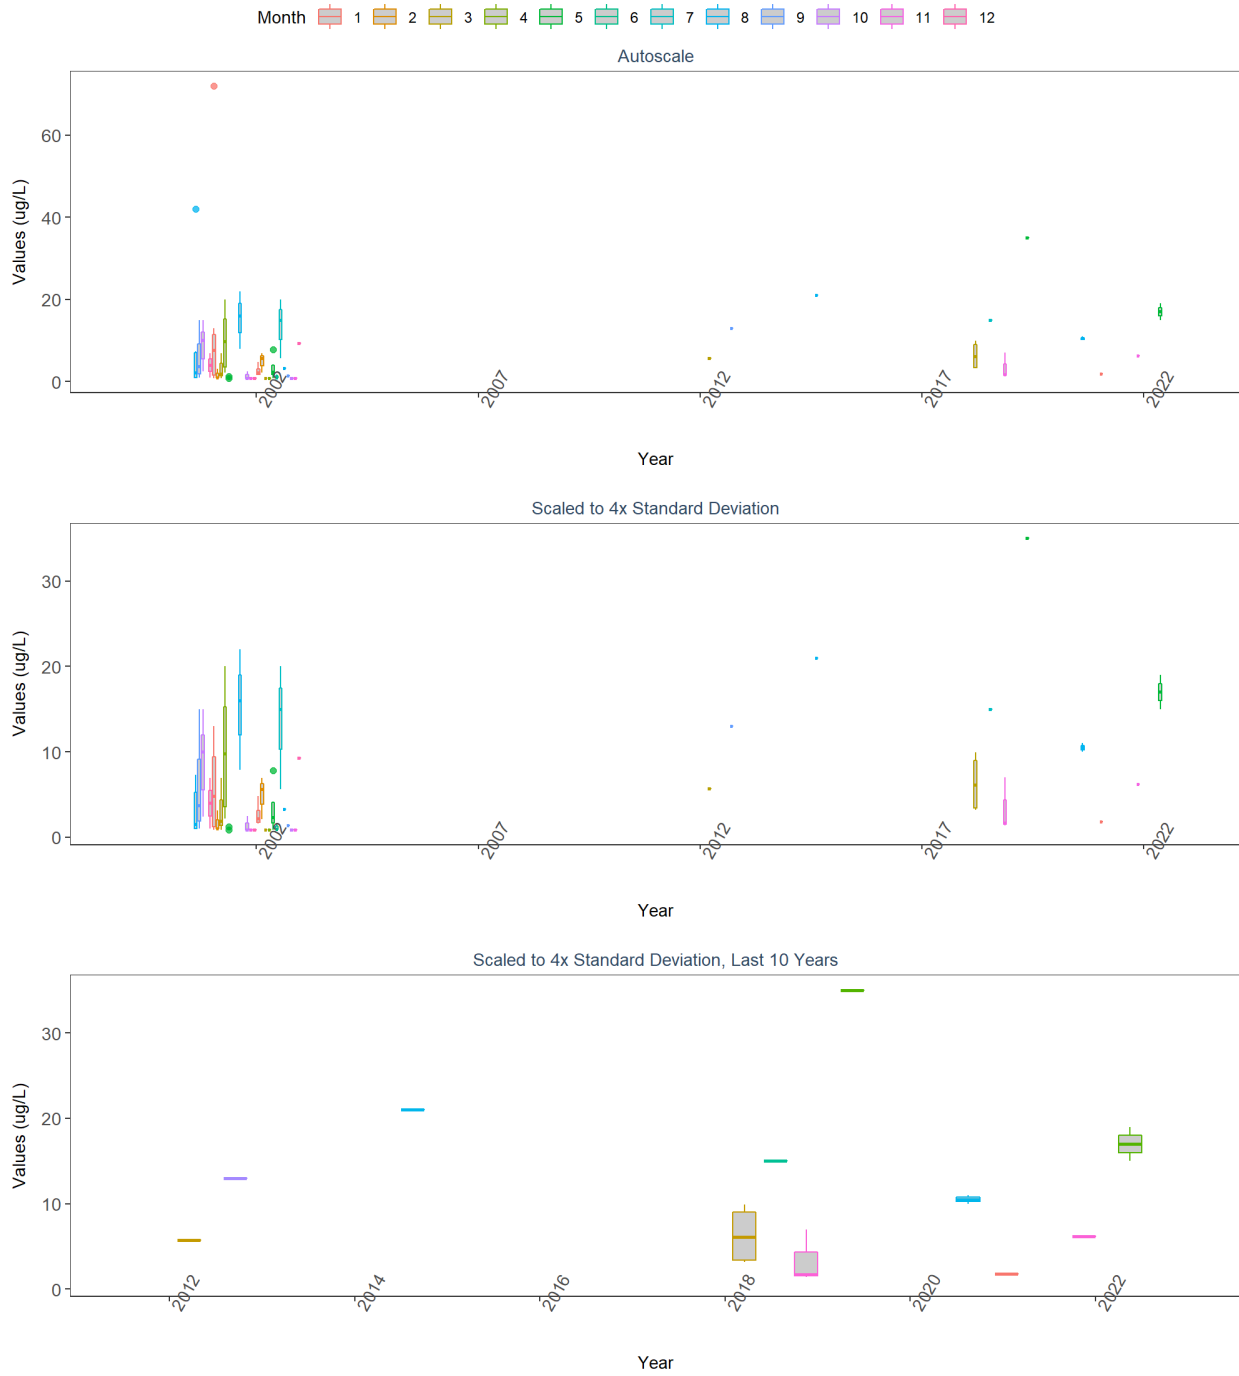 Month 1 2 3 4 5 6 7 8 9 10 11 12
Autoscale
Values (ug/L)
60
40
20
0
2002 2007 2012 2017 2022
Year
Scaled to 4x Standard Deviation
Values (ug/L)
30
20
10
0
2002 2007 2012 2017 2022
Year
Scaled to 4x Standard Deviation, Last 10 Years
Values (ug/L)
30
20
10
0
2012 2014 2016 2018 2020 2022
Year